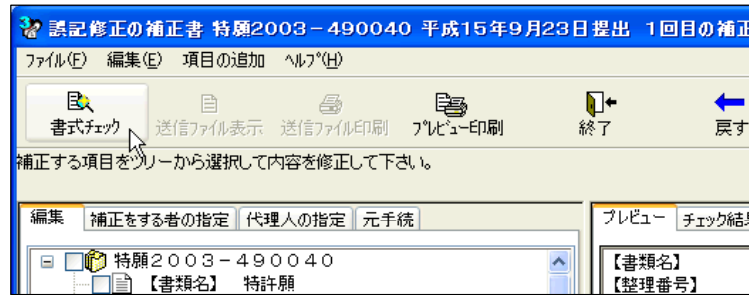 誤記修正の補正書 特願2003－490040 平成15年9月23日提出 1回目の補正
ﾌｧｲﾙ(F) 編集(E) 項目の追加 ﾍﾙﾌﾟ(H)
書式ﾁｪｯｸ 送信ﾌｧｲﾙ表示 送信ﾌｧｲﾙ印刷 ﾌﾟﾚﾋﾞｭｰ印刷 終了 戻す
補正する項目をツリーから選択して内容を修正して下さい。
編集 補正をする者の指定 代理人の指定 元手続 プレビュー チェック結果
特願２００３－４９００４０ 【書類名】
【書類名】 特許願 【整理番号】